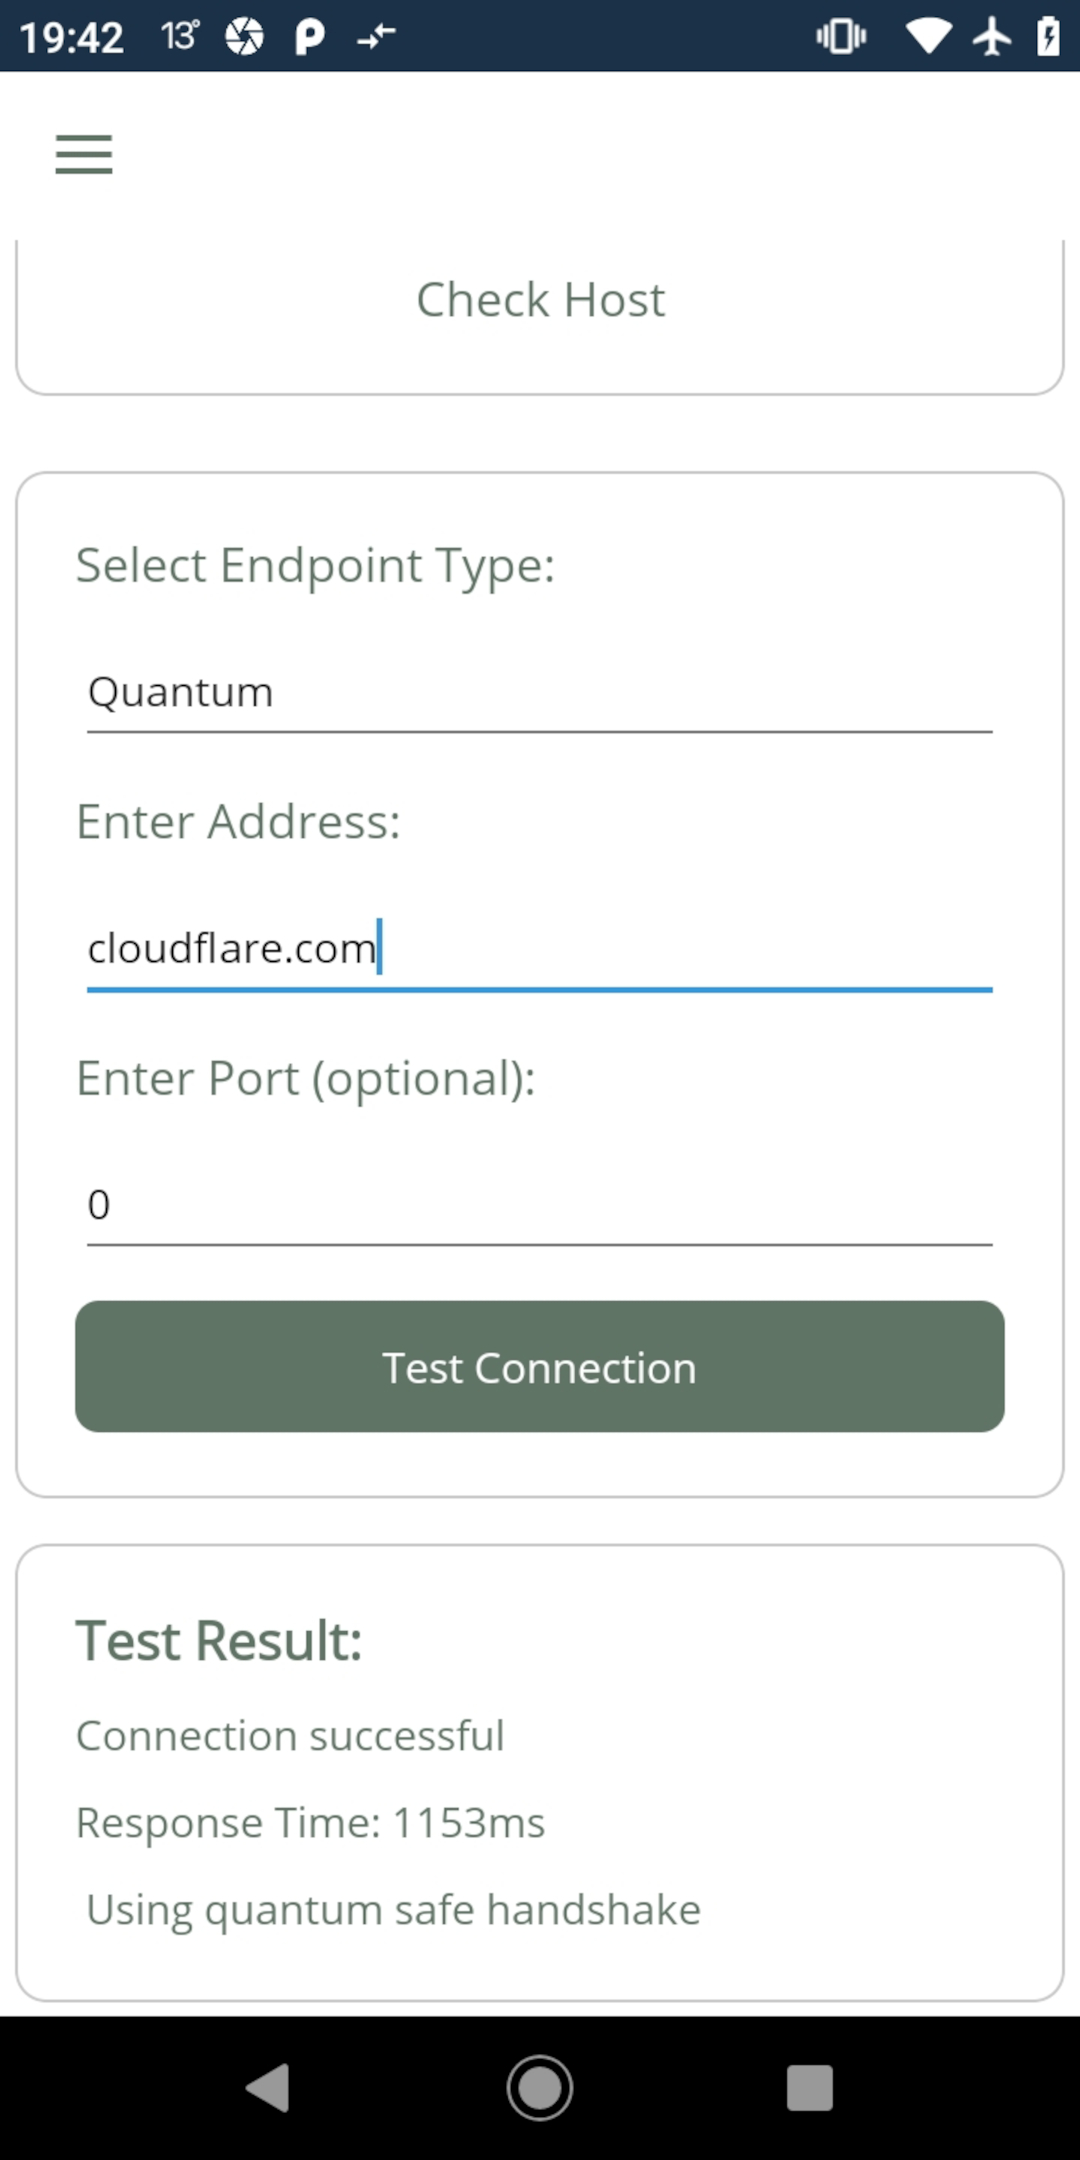 19:42 13°
Check Host
Select Endpoint Type:
Quantum
Enter Address:
cloudflare.com
Enter Port (optional):
0
Test Connection
Test Result:
Connection successful
Response Time: 1153ms
Using quantum safe handshake